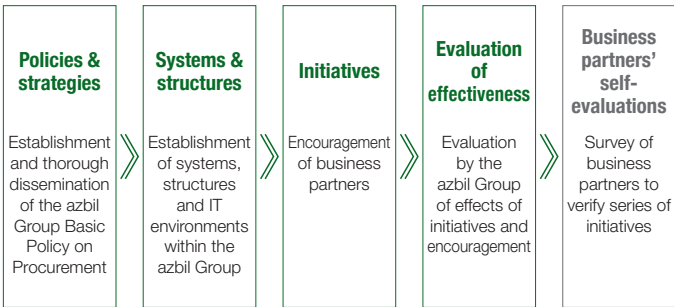 Policies &
strategies
Establishment
and thorough
dissemination
of the azbil
Group Basic
Policy on
Procurement
Systems &
structures
Establishment
of systems,
structures
and IT
environments
within the
azbil Group
Initiatives
Encouragement
of business
partners
Evaluation
of
effectiveness
Evaluation
by the
azbil Group
of effects of
initiatives and
encouragement
Business
partners'
self-
evaluations
Survey of
business
partners to
verify series of
initiatives